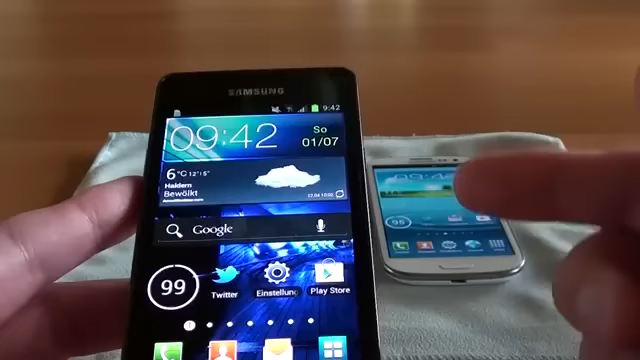 SAMSUNG
9:42
09:42
So
01/07
6°C 12°|5°
Haldern
Bewölkt
Google
99
Twitter
Einstellung
Play Store
95